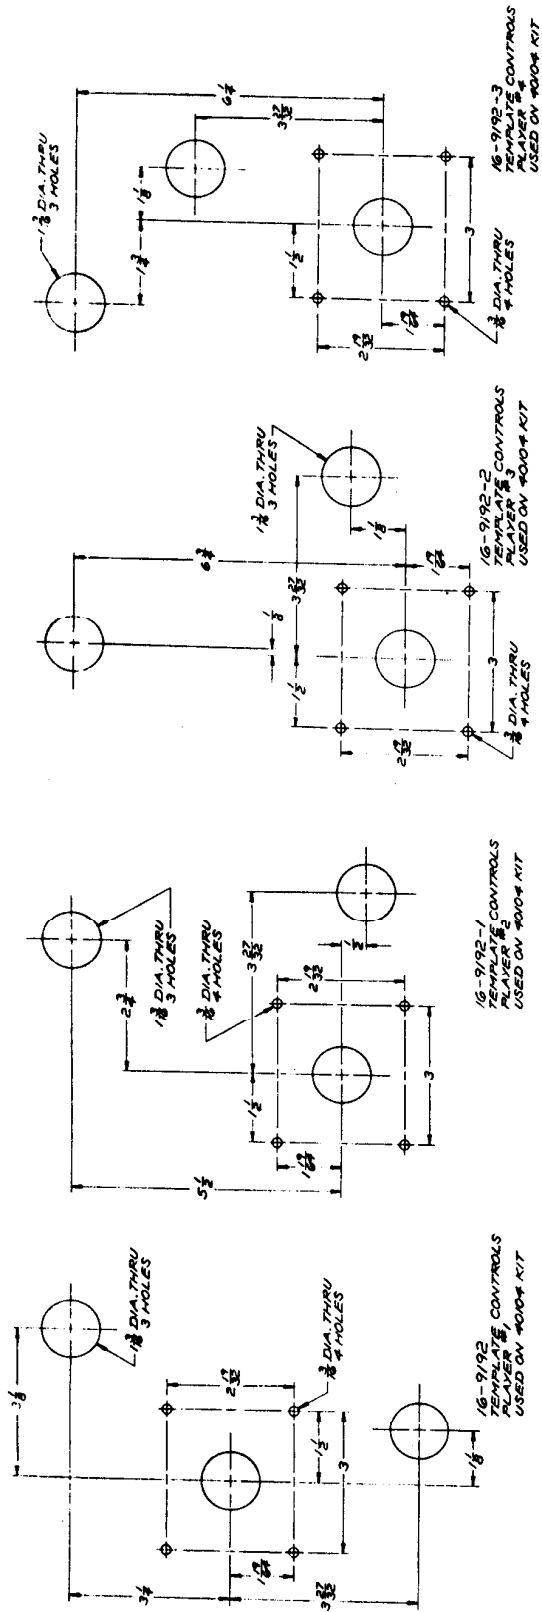 3 1/8
1 3/16 DIA. THRU
3 HOLES
3 1/4
2 19/32
3/16 DIA. THRU
4 HOLES
1 19/64
1 1/2
3
3 27/32
1 1/8
16-9192
TEMPLATE CONTROLS
PLAYER #1
USED ON 40104 KIT
2 3/4
1 3/16 DIA. THRU
3 HOLES
5 1/2
3/16 DIA. THRU
4 HOLES
1 1/2
3 27/32
2 19/32
1 19/64
1/2
3
16-9192-1
TEMPLATE CONTROLS
PLAYER #2
USED ON 40104 KIT
6 3/4
1/8
1 3/16 DIA. THRU
3 HOLES
1 1/2
3 27/32
1 1/8
2 19/32
1 19/64
3
3/16 DIA. THRU
4 HOLES
16-9192-2
TEMPLATE CONTROLS
PLAYER #3
USED ON 40104 KIT
1 3/16 DIA. THRU
3 HOLES
1 3/4
1 1/8
6 1/4
3 27/32
1 1/2
2 19/32
1 19/64
3
3/16 DIA. THRU
4 HOLES
16-9192-3
TEMPLATE CONTROLS
PLAYER #4
USED ON 40104 KIT